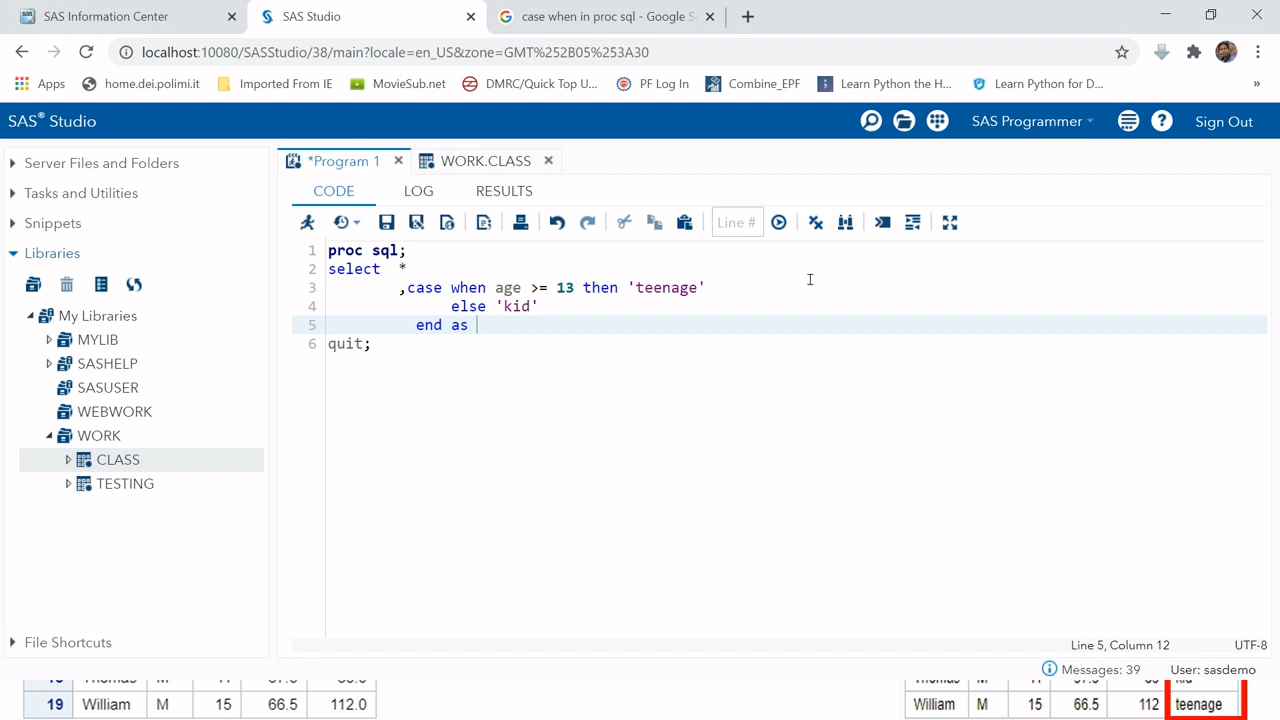 SAS Information Center
SAS Studio
case when in proc sql - Google S
localhost:10080/SASStudio/38/main?locale=en_US&zone=GMT%252B05%253A30
Apps home.dei.polimi.it Imported From IE MovieSub.net DMRC/Quick Top U... PF Log In Combine_EPF Learn Python the H... Learn Python for D... »
SAS® Studio
SAS Programmer
Sign Out
Server Files and Folders
Tasks and Utilities
Snippets
Libraries
My Libraries
MYLIB
SASHELP
SASUSER
WEBWORK
WORK
CLASS
TESTING
File Shortcuts
*Program 1
WORK.CLASS
CODE LOG RESULTS
Line #
1 proc sql;
2 select *
3 ,case when age >= 13 then 'teenage'
4 else 'kid'
5 end as
6 quit;
Line 5, Column 12
UTF-8
Messages: 39
User: sasdemo
19 William M 15 66.5 112.0
William M 15 66.5 112 teenage